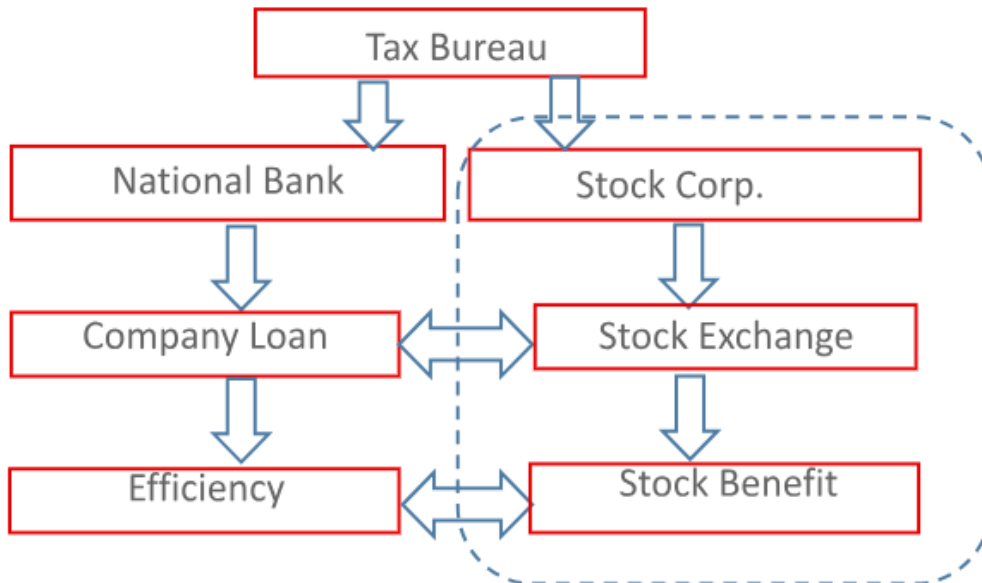 Tax Bureau
National Bank
Stock Corp.
Company Loan
Stock Exchange
Efficiency
Stock Benefit